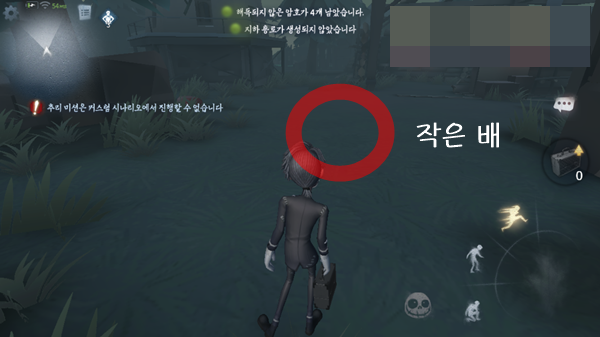 54ms
해독되지 않은 암호가 4개 남았습니다.
지하 통로가 생성되지 않았습니다
추리 미션은 커스텀 시나리오에서 진행할 수 없습니다
작은 배
0